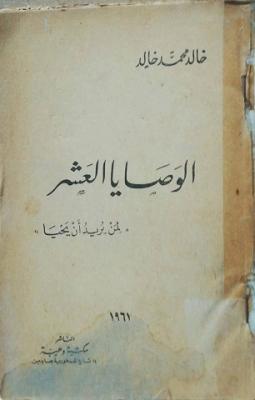 خالد محمد خالد
الوصايا العشر
« لمن يريد أن يحيا »
١٩٦١
الناشر
مكتبة وهبة